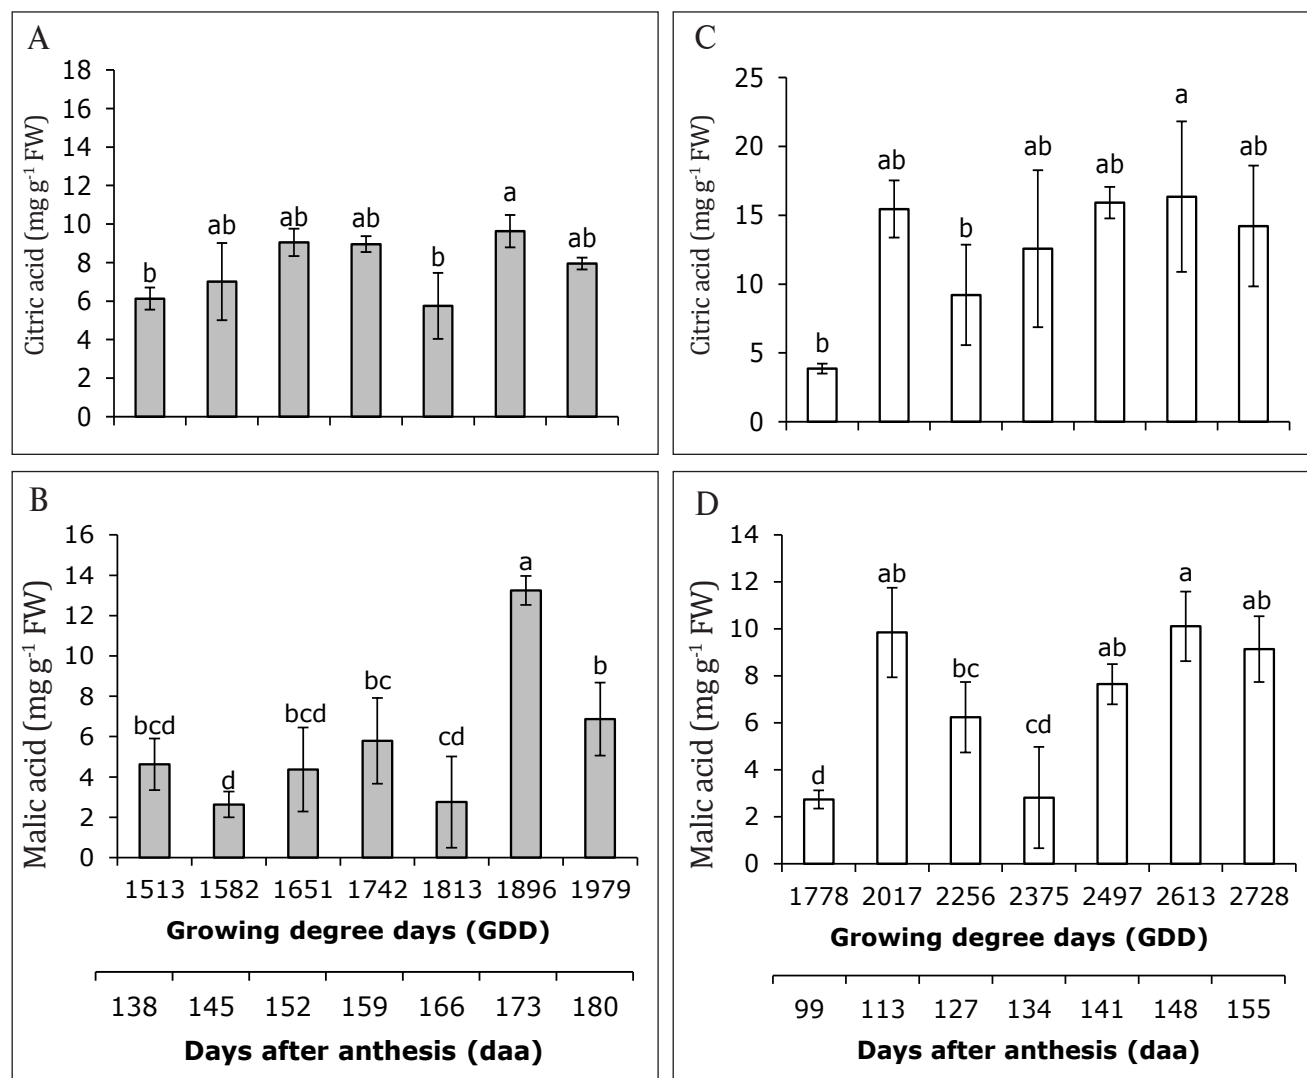 A
Citric acid (mg g-1 FW)
18
16
14
12
10
8
6
4
2
0
b
ab
ab
ab
b
a
ab
B
Malic acid (mg g-1 FW)
16
14
12
10
8
6
4
2
0
bcd
d
bcd
bc
cd
a
b
1513 1582 1651 1742 1813 1896 1979
Growing degree days (GDD)
138 145 152 159 166 173 180
Days after anthesis (daa)
C
Citric acid (mg g-1 FW)
25
20
15
10
5
0
b
ab
b
ab
ab
a
ab
D
Malic acid (mg g-1 FW)
14
12
10
8
6
4
2
0
d
ab
bc
cd
ab
a
ab
1778 2017 2256 2375 2497 2613 2728
Growing degree days (GDD)
99 113 127 134 141 148 155
Days after anthesis (daa)